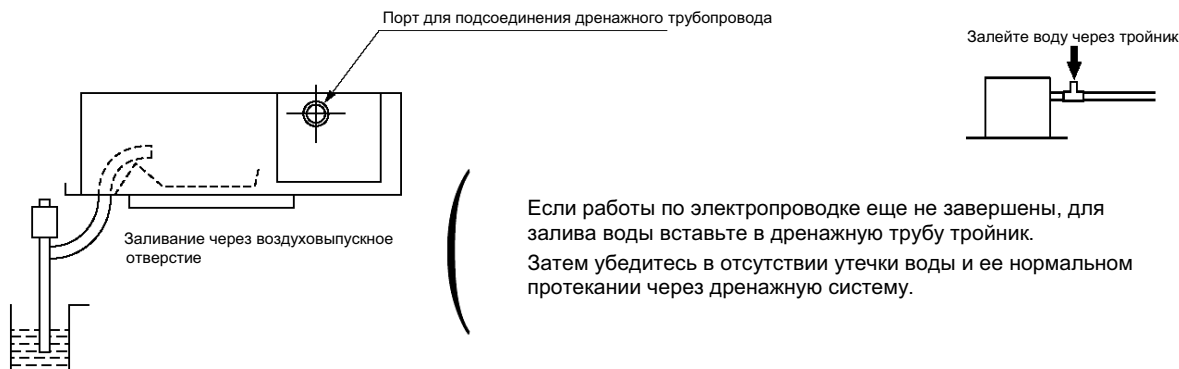 Порт для подсоединения дренажного трубопровода
Залейте воду через тройник
Заливание через воздуховыпускное
отверстие
Если работы по электропроводке еще не завершены, для
залива воды вставьте в дренажную трубу тройник.
Затем убедитесь в отсутствии утечки воды и ее нормальном
протекании через дренажную систему.